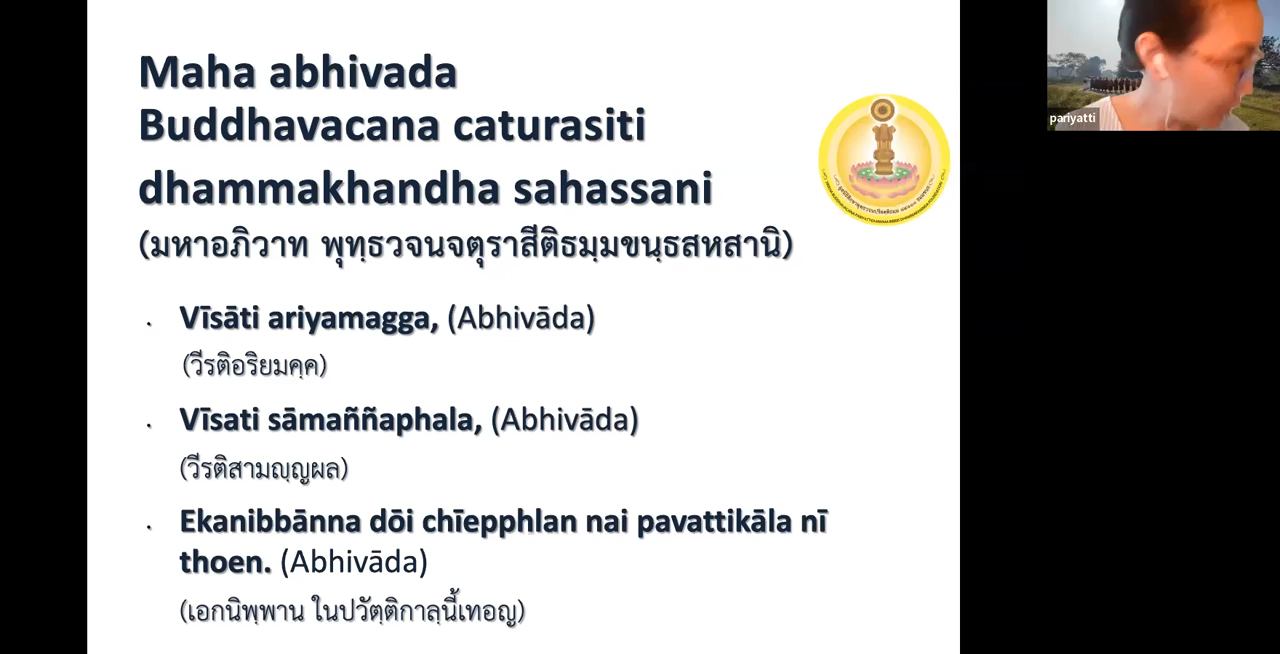 Maha abhivada
Buddhavacana caturasiti
dhammakhandha sahassani
(มหาอภิวาท พุทฺธวจนจตุราสีติธมฺมขนฺธสหสานิ)
Vīsāti ariyamagga, (Abhivāda)
(วีรติอริยมคฺค)
Vīsati sāmaññaphala, (Abhivāda)
(วีรติสามญฺญผล)
Ekanibbānna dōi chīepphlan nai pavattikāla nī
thoen. (Abhivāda)
(เอกนิพฺพาน ในปวัตฺติกาลฺนี้เทอญ)
pariyatti